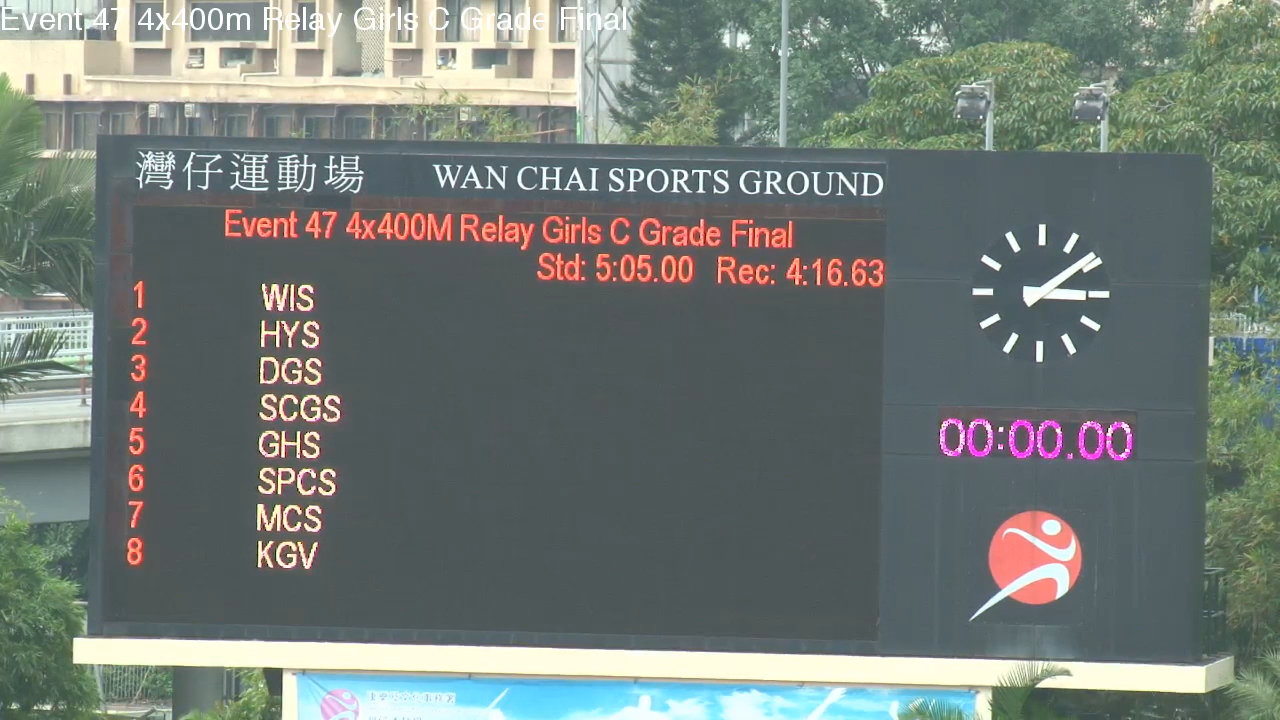 Event 47 4x400m Relay Girls C Grade Final
灣仔運動場 WAN CHAI SPORTS GROUND
Event 47 4x400M Relay Girls C Grade Final
Std: 5:05.00 Rec: 4:16.63
1 WIS
2 HYS
3 DGS
4 SCGS
5 GHS
6 SPCS
7 MCS
8 KGV
00:00.00